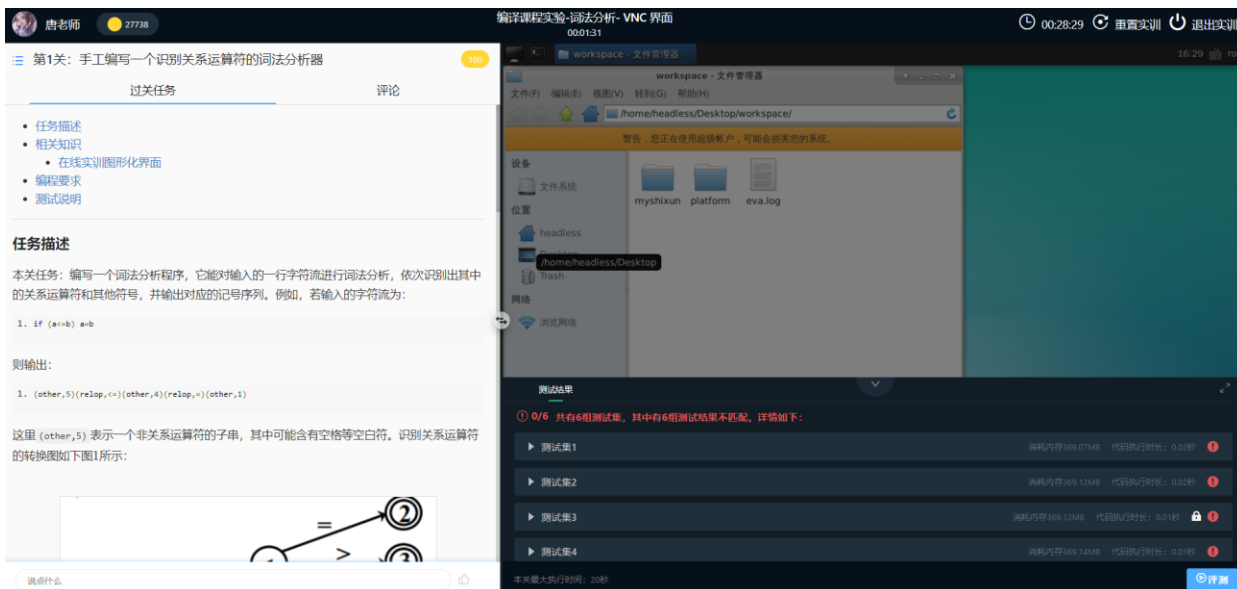 唐老师
27738
编译课程实验-词法分析- VNC 界面
00:01:31
00:28:29
重置实训
退出实训
第1关：手工编写一个识别关系运算符的词法分析器
100
过关任务
评论
任务描述
相关知识
在线实训图形化界面
编程要求
测试说明
任务描述
本关任务：编写一个词法分析程序，它能对输入的一行字符流进行词法分析，依次识别出其中
的关系运算符和其他符号，并输出对应的记号序列。例如，若输入的字符流为：
1. if (a<=b) a=b
则输出：
1. (other,5)(relop,<=)(other,4)(relop,=)(other,1)
这里 (other,5) 表示一个非关系运算符的子串，其中可能含有空格等空白符。识别关系运算符
的转换图如下图1所示：
=
2
>
3
说点什么
workspace - 文件管理器
16:29
ro
workspace - 文件管理器
文件(F) 编辑(E) 视图(V) 转到(G) 帮助(H)
/home/headless/Desktop/workspace/
警告，您正在使用超级帐户，可能会损害您的系统。
设备
文件系统
位置
headless
/home/headless/Desktop
Trash
网络
浏览网络
myshixun
platform
eva.log
测试结果
0/6 共有6组测试集，其中有6组测试结果不匹配。详情如下：
测试集1
消耗内存369.07MB 代码执行时长：0.02秒
测试集2
消耗内存369.12MB 代码执行时长：0.02秒
测试集3
消耗内存369.12MB 代码执行时长：0.01秒
测试集4
消耗内存369.14MB 代码执行时长：0.01秒
本关最大执行时间：20秒
评测